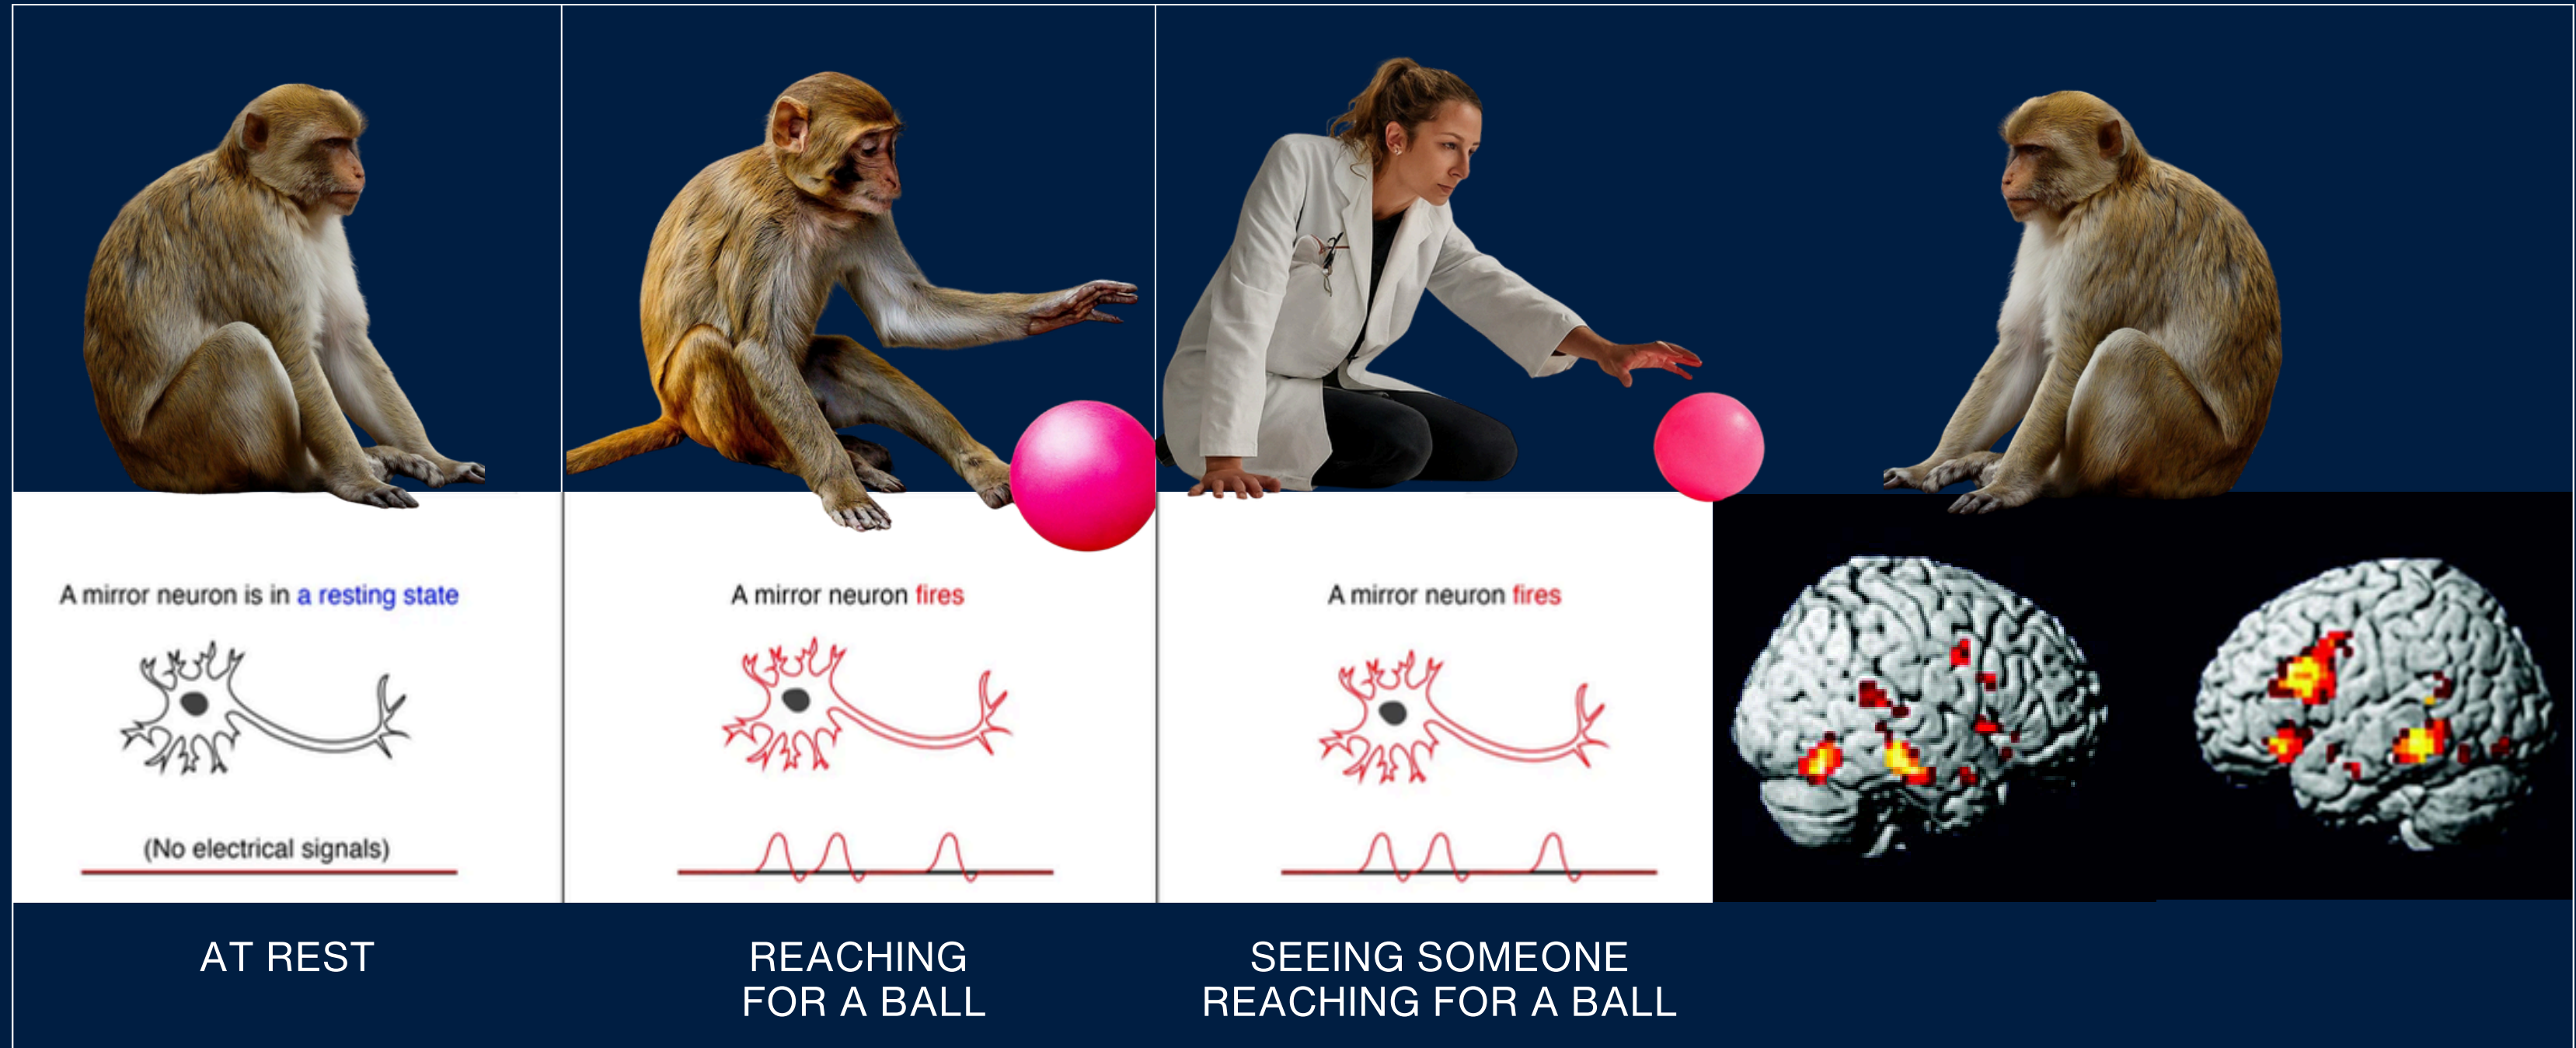 A mirror neuron is in a resting state
(No electrical signals)
AT REST
A mirror neuron fires
REACHING
FOR A BALL
A mirror neuron fires
SEEING SOMEONE
REACHING FOR A BALL